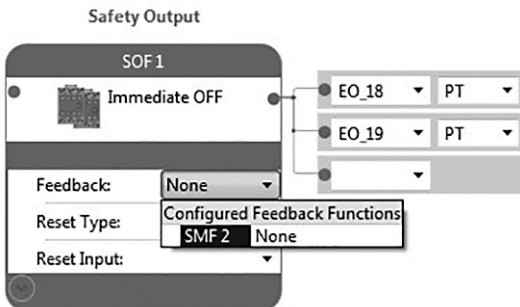 Safety Output
SOF 1
Immediate OFF
EO_18 PT
EO_19 PT
Feedback: None
Configured Feedback Functions
SMF 2 None
Reset Type:
Reset Input: